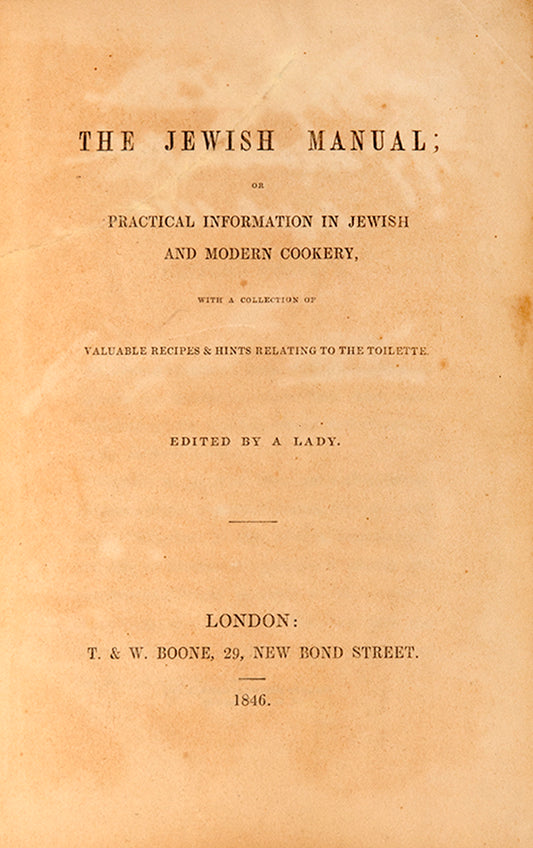 THE JEWISH MANUAL;
OR
PRACTICAL INFORMATION IN JEWISH
AND MODERN COOKERY,
WITH A COLLECTION OF
VALUABLE RECIPES & HINTS RELATING TO THE TOILETTE.
EDITED BY A LADY.
LONDON:
T. & W. BOONE, 29, NEW BOND STREET.
1846.